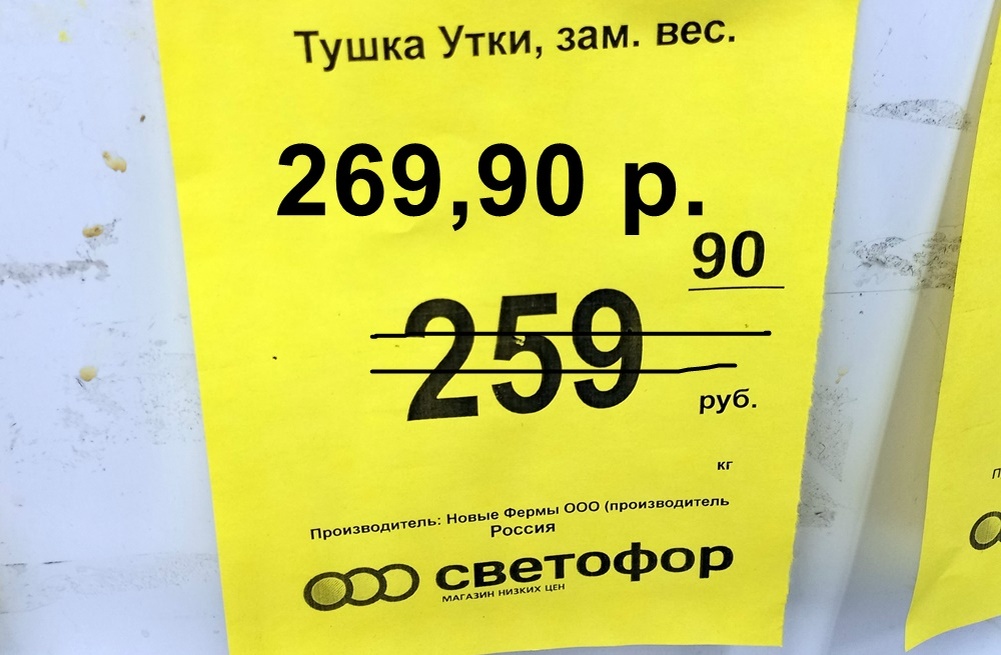 Тушка Утки, зам. вес.
269,90 р.
259 90
руб.
кг
Производитель: Новые Фермы ООО (производитель
Россия
светофор
МАГАЗИН НИЗКИХ ЦЕН